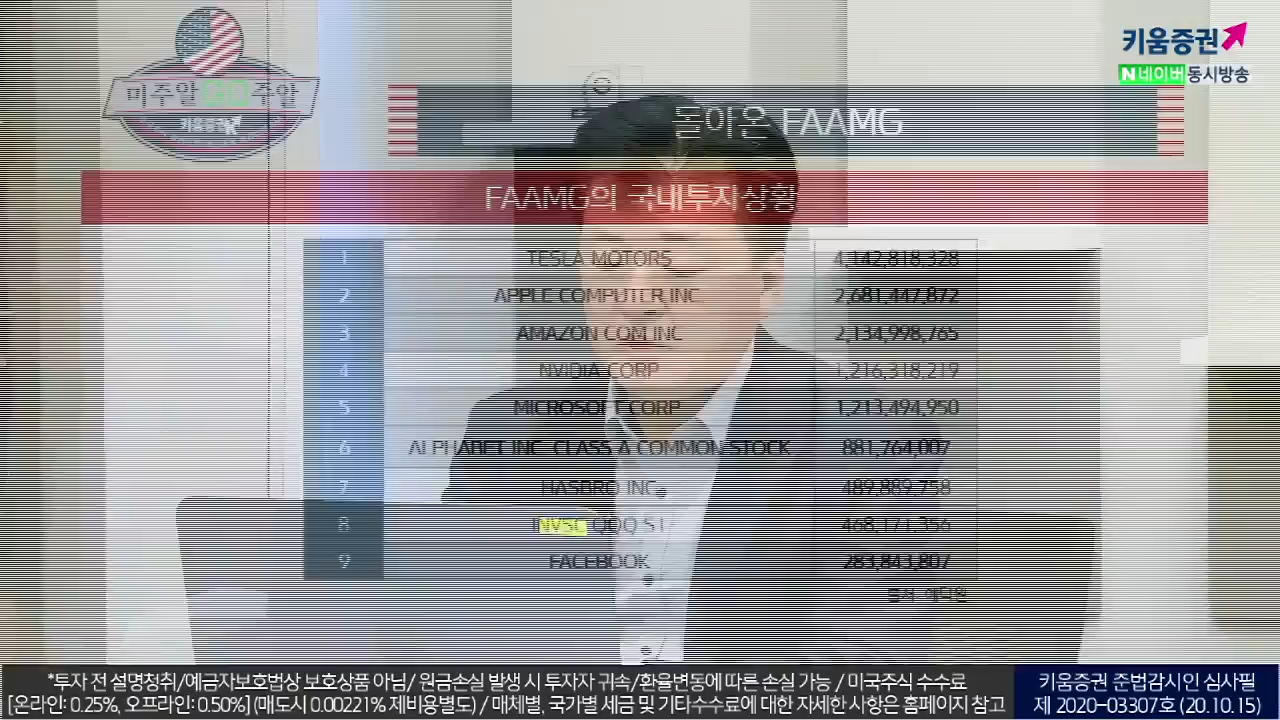 키움증권
N 네이버 동시방송
미주알GO주알
키움증권
돌아온 FAAMG
FAAMG의 국내투자상황
1 TESLA MOTORS 4,142,818,328
2 APPLE COMPUTER INC. 2,681,447,872
3 AMAZON COM INC 2,134,998,765
4 NVIDIA CORP 1,216,318,219
5 MICROSOFT CORP 1,213,494,950
6 ALPHABET INC. CLASS A COMMON STOCK 881,764,007
7 HASBRO INC 489,889,758
8 INVSC QQQ S1 468,171,356
9 FACEBOOK 283,843,807
*투자 전 설명청취/예금자보호법상 보호상품 아님/ 원금손실 발생 시 투자자 귀속/환율변동에 따른 손실 가능 / 미국주식 수수료
[온라인: 0.25%, 오프라인: 0.50%] (매도시 0.00221% 제비용별도) / 매체별, 국가별 세금 및 기타수수료에 대한 자세한 사항은 홈페이지 참고
키움증권 준법감시인 심사필
제 2020-03307호 (20.10.15)